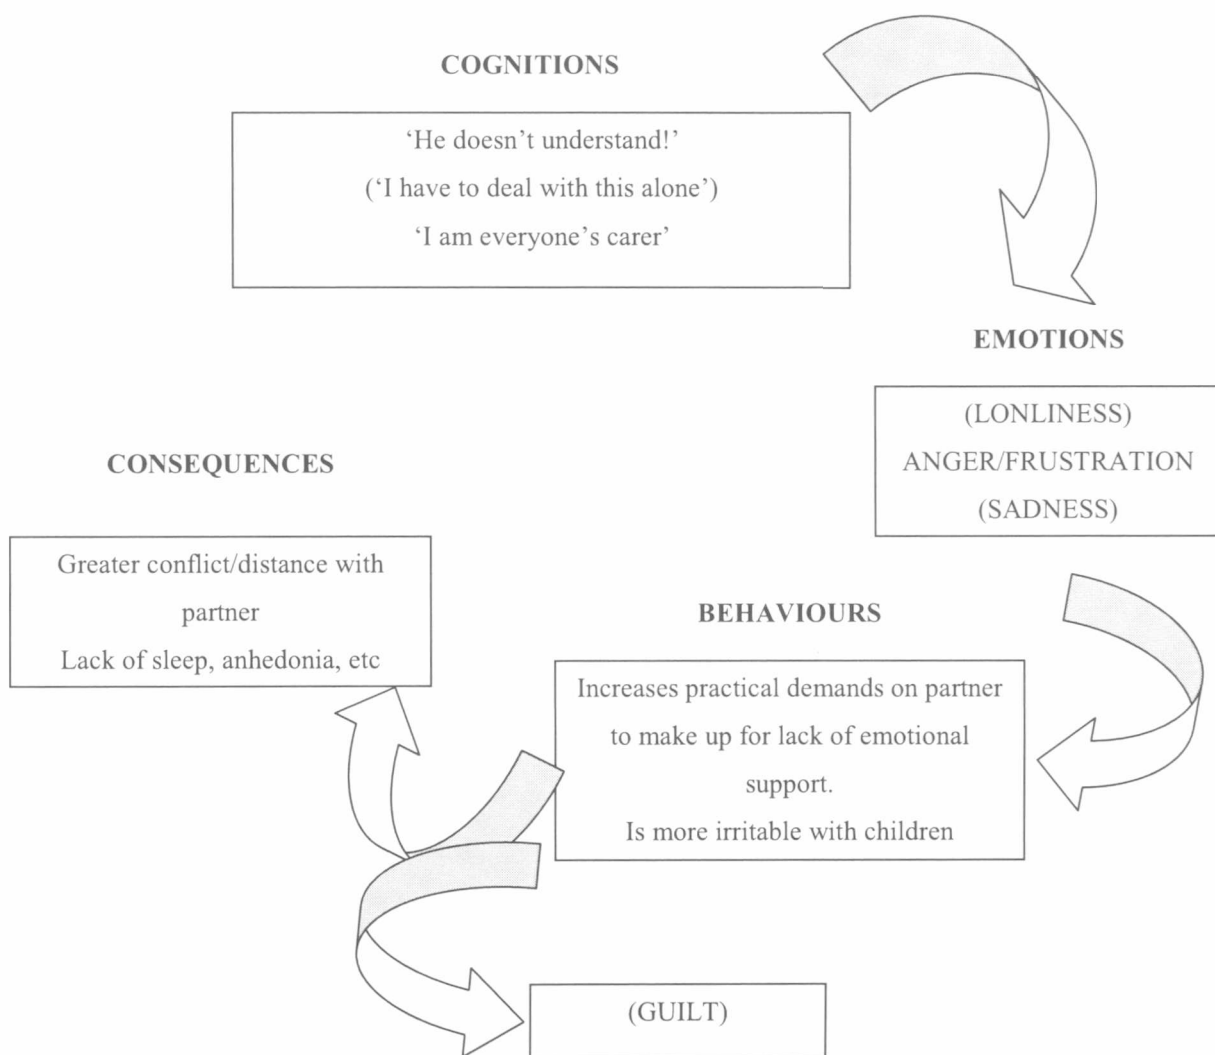 COGNITIONS
‘He doesn’t understand!’
(‘I have to deal with this alone’)
‘I am everyone’s carer’
EMOTIONS
(LONLINESS)
ANGER/FRUSTRATION
(SADNESS)
CONSEQUENCES
Greater conflict/distance with
partner
Lack of sleep, anhedonia, etc
BEHAVIOURS
Increases practical demands on partner
to make up for lack of emotional
support.
Is more irritable with children
(GUILT)